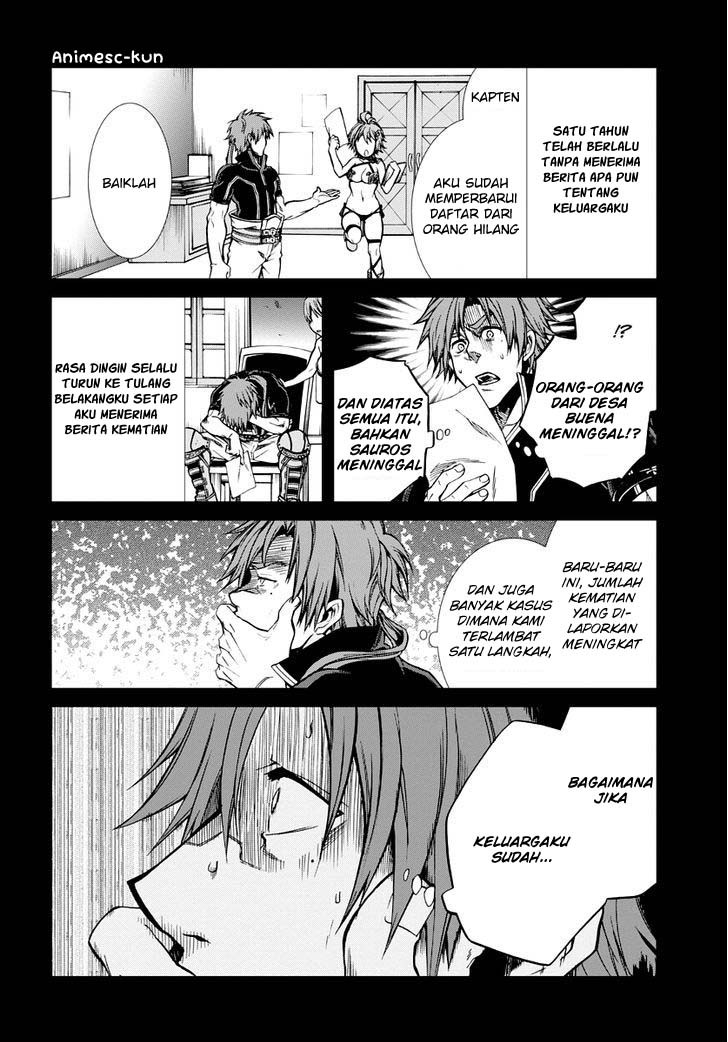 Animesc-kun
SATU TAHUN
TELAH BERLALU
TANPA MENERIMA
BERITA APA PUN
TENTANG
KELUARGAKU
KAPTEN
AKU SUDAH
MEMPERBARUI
DAFTAR DARI
ORANG HILANG
BAIKLAH
!?
ORANG-ORANG
DARI DESA
BUENA
MENINGGAL!?
DAN DIATAS
SEMUA ITU,
BAHKAN
SAUROS
MENINGGAL
RASA DINGIN SELALU
TURUN KE TULANG
BELAKANGKU SETIAP
AKU MENERIMA
BERITA KEMATIAN
BARU-BARU
INI, JUMLAH
KEMATIAN
YANG DI-
LAPORKAN
MENINGKAT
DAN JUGA
BANYAK KASUS
DIMANA KAMI
TERLAMBAT
SATU LANGKAH,
BAGAIMANA
JIKA
KELUARGAKU
SUDAH...